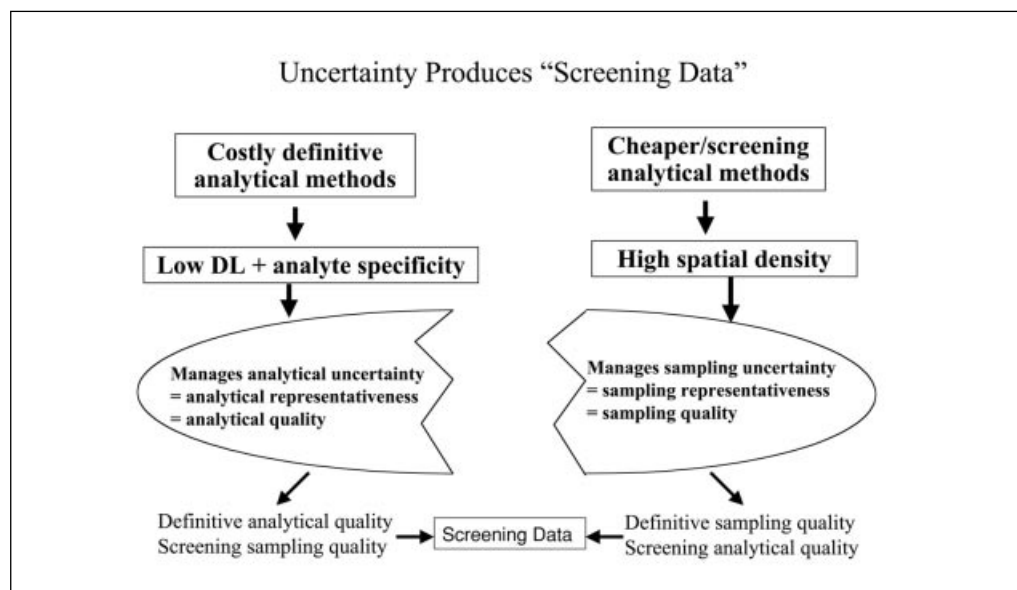 Uncertainty Produces “Screening Data”
Costly definitive
analytical methods
Low DL + analyte specificity
Manages analytical uncertainty
= analytical representativeness
= analytical quality
Definitive analytical quality
Screening sampling quality
Cheaper/screening
analytical methods
High spatial density
Manages sampling uncertainty
= sampling representativeness
= sampling quality
Definitive sampling quality
Screening analytical quality
Screening Data